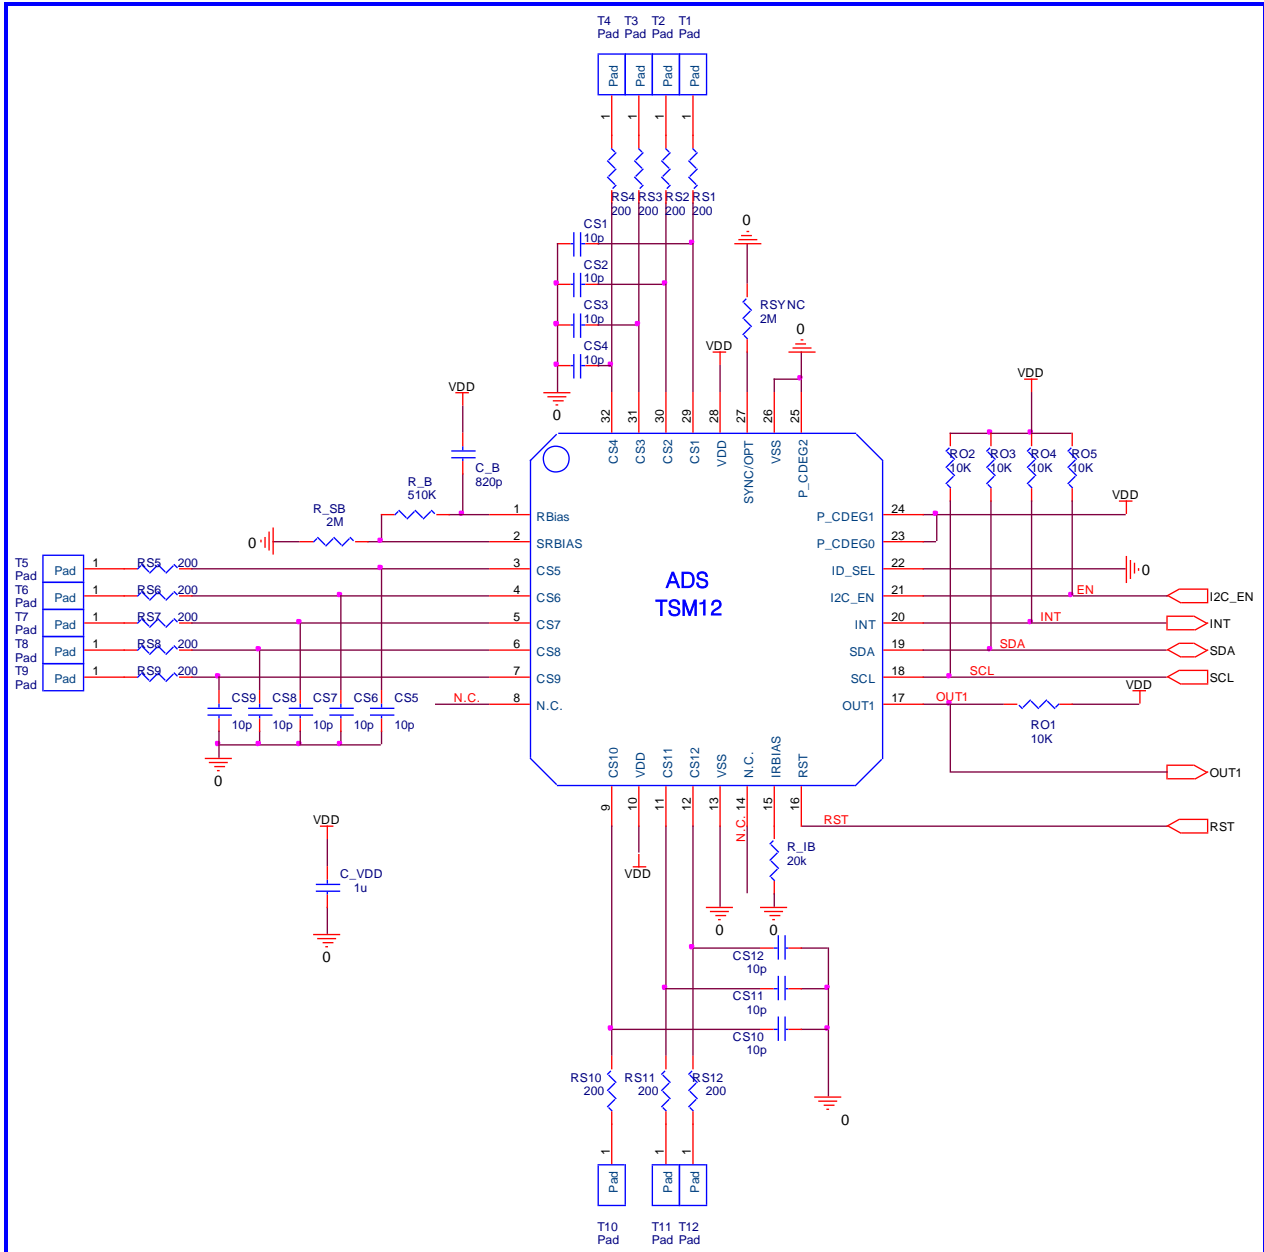 T4 T3 T2 T1
Pad Pad Pad Pad
Pad Pad Pad Pad
1 1 1 1
RS4 RS3 RS2 RS1
200 200 200 200
CS1
10p
CS2
10p
CS3
10p
CS4
10p
0
0
RSYNC
2M
0
VDD
VDD
VDD
32 31 30 29 28 27 26 25
CS4 CS3 CS2 CS1 VDD SYNC/OPT VSS P_CDEG2
C_B
820p
R_B
510K
R_SB
2M
0
RO2 RO3 RO4 RO5
10K 10K 10K 10K
1 RBias
2 SRBIAS
3 CS5
4 CS6
5 CS7
6 CS8
7 CS9
8 N.C.
N.C.
T5
Pad
Pad 1 RS5 200
T6
Pad
Pad 1 RS6 200
T7
Pad
Pad 1 RS7 200
T8
Pad
Pad 1 RS8 200
T9
Pad
Pad 1 RS9 200
CS9 CS8 CS7 CS6 CS5
10p 10p 10p 10p 10p
0
ADS
TSM12
P_CDEG1 24
VDD
P_CDEG0 23
ID_SEL 22
0
I2C_EN 21 EN I2C_EN
INT 20 INT INT
SDA 19 SDA SDA
SCL 18 SCL SCL
OUT1 17 OUT1
VDD
RO1
10K
OUT1
RST RST
CS10 VDD CS11 CS12 VSS N.C. IRBIAS RST
9 10 11 12 13 14 15 16
N.C.
VDD
R_IB
20k
0
0
VDD
C_VDD
1u
0
CS12
10p
CS11
10p
CS10
10p
0
RS10 RS11 RS12
200 200 200
1 1 1
Pad Pad Pad
T10 T11 T12
Pad Pad Pad